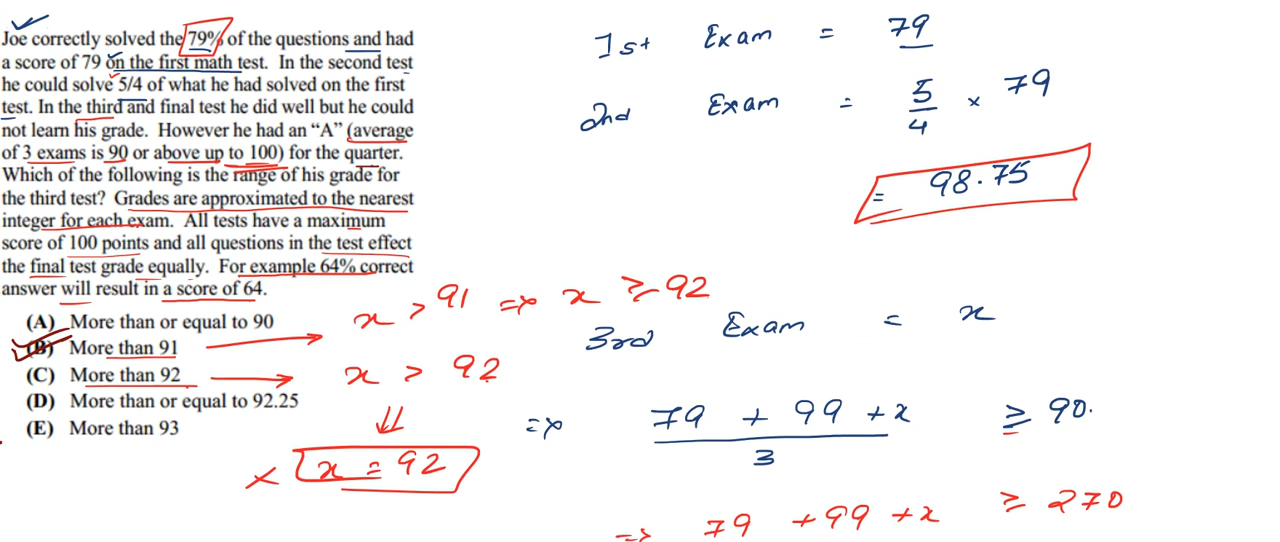 Joe correctly solved the 79% of the questions and had
a score of 79 on the first math test. In the second test
he could solve 5/4 of what he had solved on the first
test. In the third and final test he did well but he could
not learn his grade. However he had an “A” (average
of 3 exams is 90 or above up to 100) for the quarter.
Which of the following is the range of his grade for
the third test? Grades are approximated to the nearest
integer for each exam. All tests have a maximum
score of 100 points and all questions in the test effect
the final test grade equally. For example 64% correct
answer will result in a score of 64.
(A) More than or equal to 90
(B) More than 91
(C) More than 92
(D) More than or equal to 92.25
(E) More than 93
1st Exam = 79
2nd Exam = 5/4 × 79
= 98.75
x > 91 => x ≥ 92
3rd Exam = x
x > 92
⇓
× x = 92
=> (79 + 99 + x)/3 ≥ 90.
=> 79 + 99 + x ≥ 270